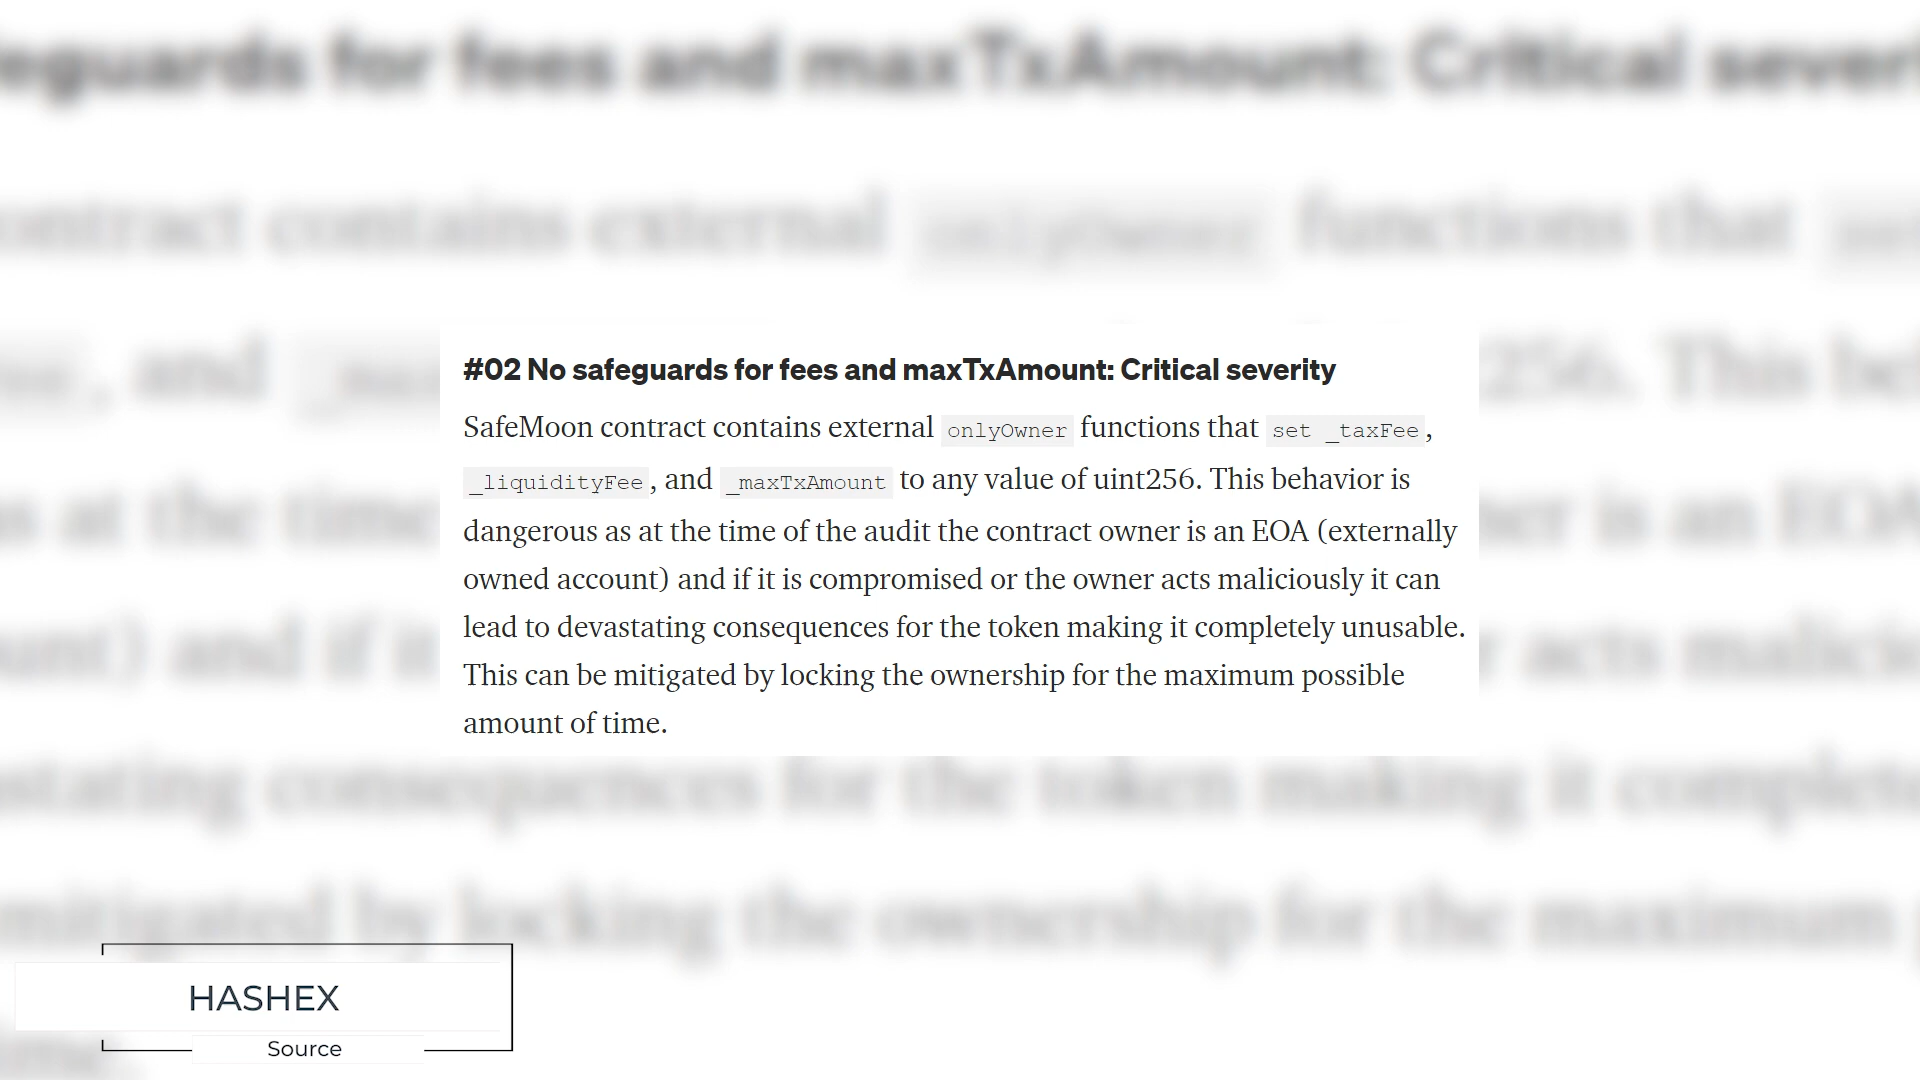 #02 No safeguards for fees and maxTxAmount: Critical severity
SafeMoon contract contains external onlyOwner functions that set _taxFee,
_liquidityFee, and _maxTxAmount to any value of uint256. This behavior is
dangerous as at the time of the audit the contract owner is an EOA (externally
owned account) and if it is compromised or the owner acts maliciously it can
lead to devastating consequences for the token making it completely unusable.
This can be mitigated by locking the ownership for the maximum possible
amount of time.
HASHEX
Source